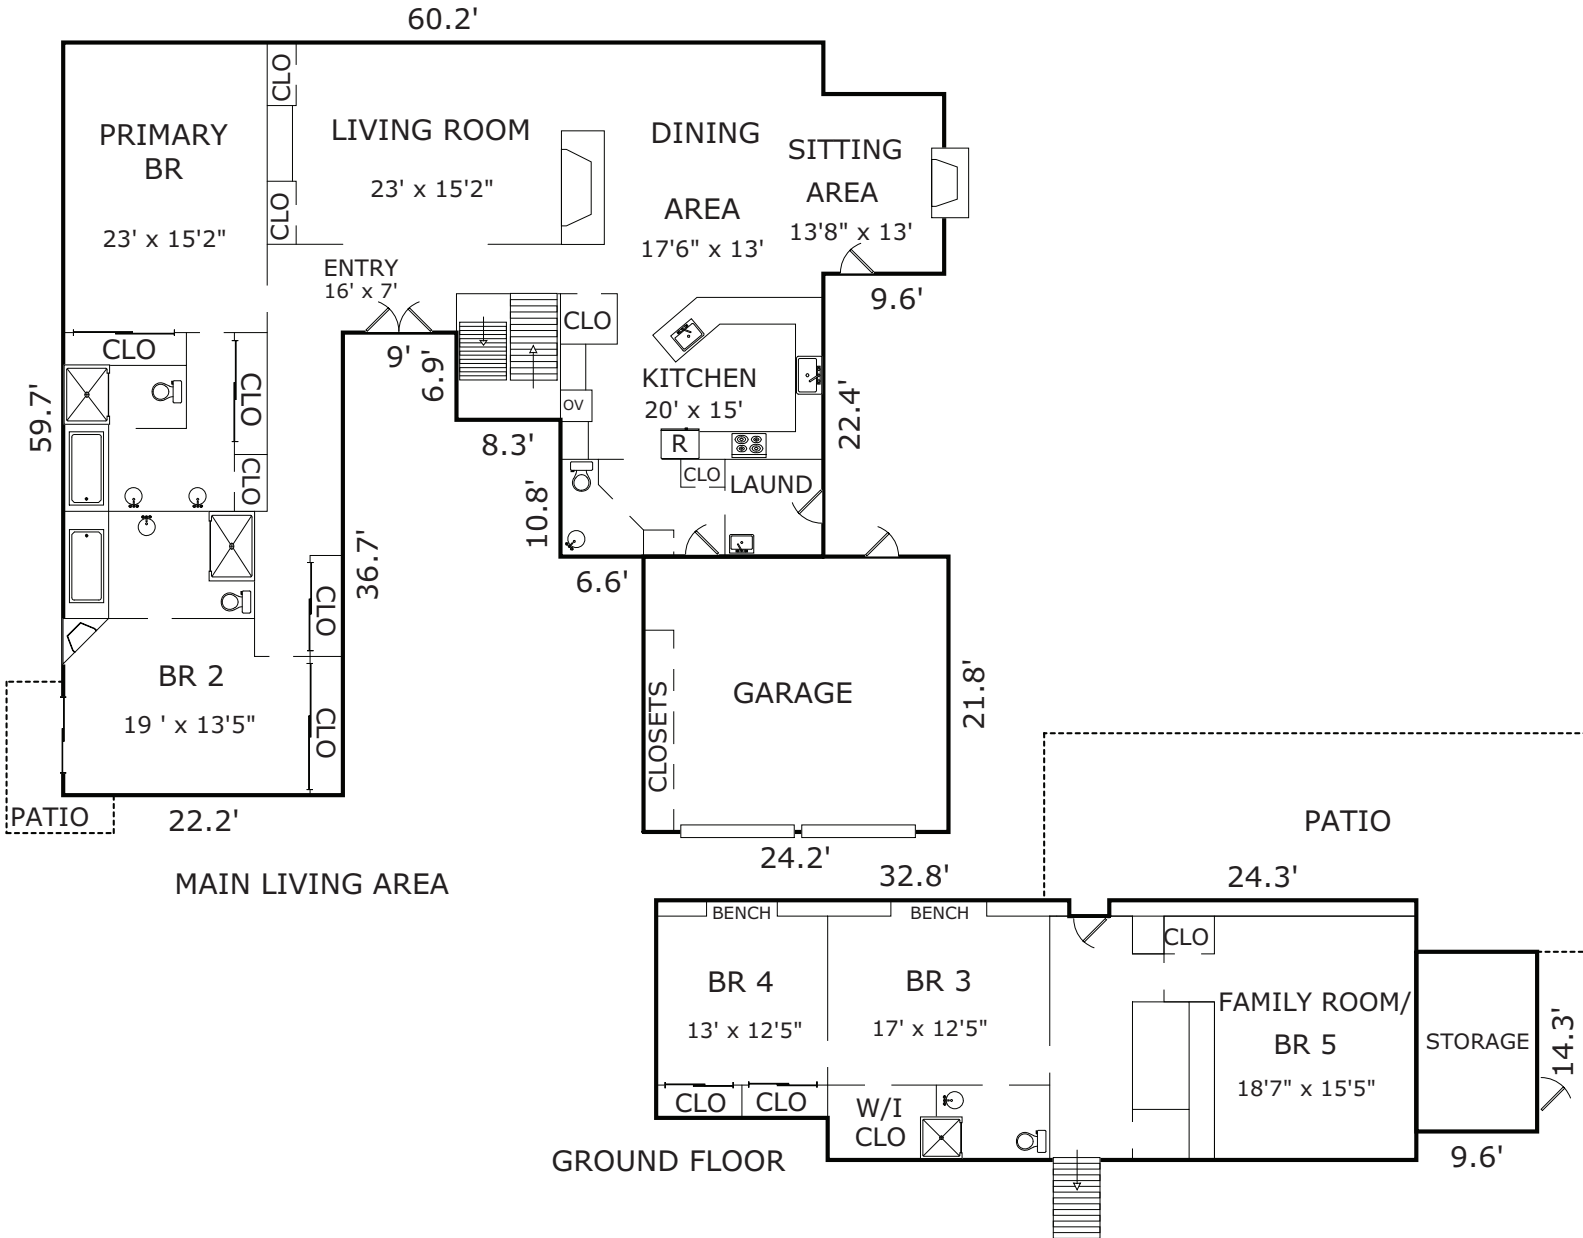 60.2'
PRIMARY
BR
23' x 15'2"
CLO
CLO
LIVING ROOM
23' x 15'2"
DINING
AREA
17'6" x 13'
SITTING
AREA
13'8" x 13'
9.6'
ENTRY
16' x 7'
9'
6.9'
CLO
8.3'
KITCHEN
20' x 15'
OV
R
22.4'
CLO
LAUND
10.8'
6.6'
59.7'
CLO
CLO
CLO
36.7'
CLO
CLO
BR 2
19 ' x 13'5"
PATIO
22.2'
MAIN LIVING AREA
CLOSETS
GARAGE
21.8'
24.2'
32.8'
24.3'
PATIO
BENCH
BENCH
BR 4
13' x 12'5"
CLO
CLO
BR 3
17' x 12'5"
W/I
CLO
CLO
FAMILY ROOM/
BR 5
18'7" x 15'5"
STORAGE
14.3'
9.6'
GROUND FLOOR